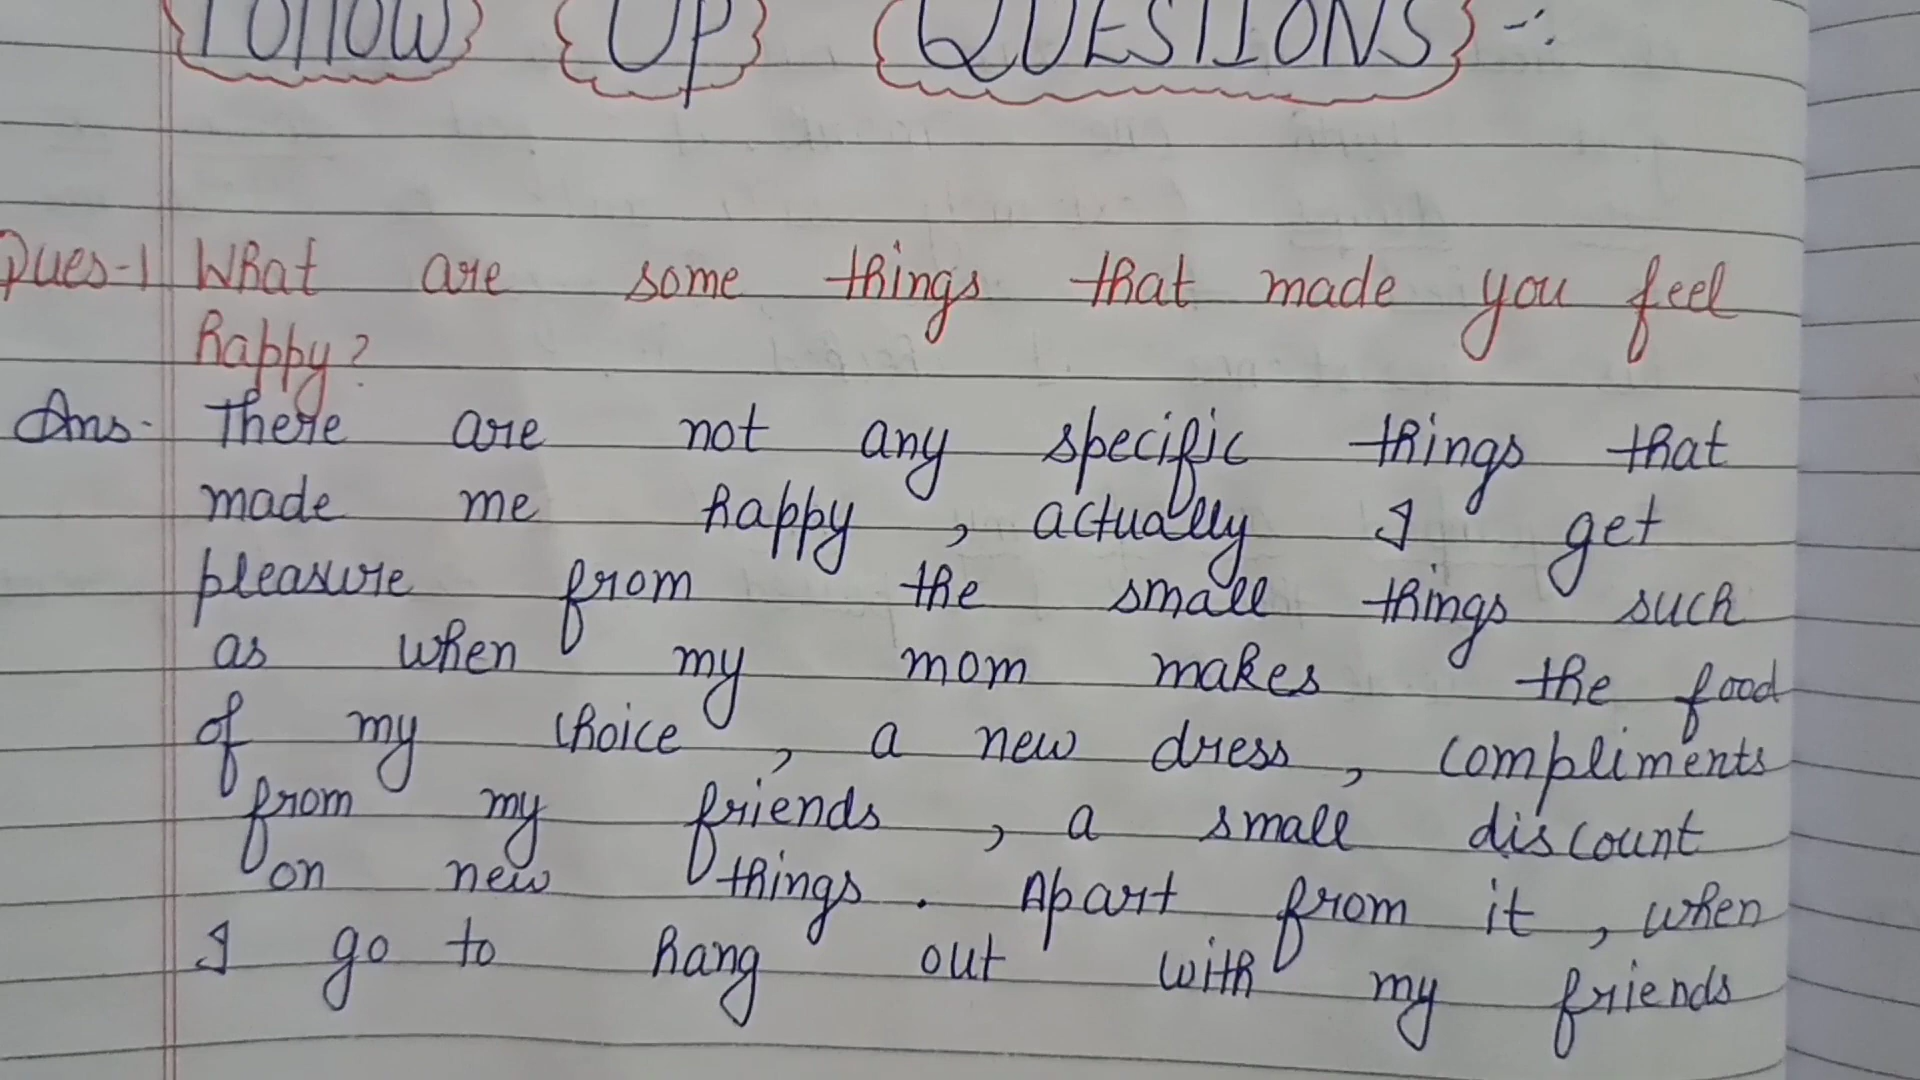 FOLLOW UP QUESTIONS -:
Ques-1 What are some things that made you feel
happy?
Ans- There are not any specific things that
made me happy, actually I get
pleasure from the small things such
as when my mom makes the food
of my choice, a new dress, compliments
from my friends, a small discount
on new things. Apart from it, when
I go to hang out with my friends